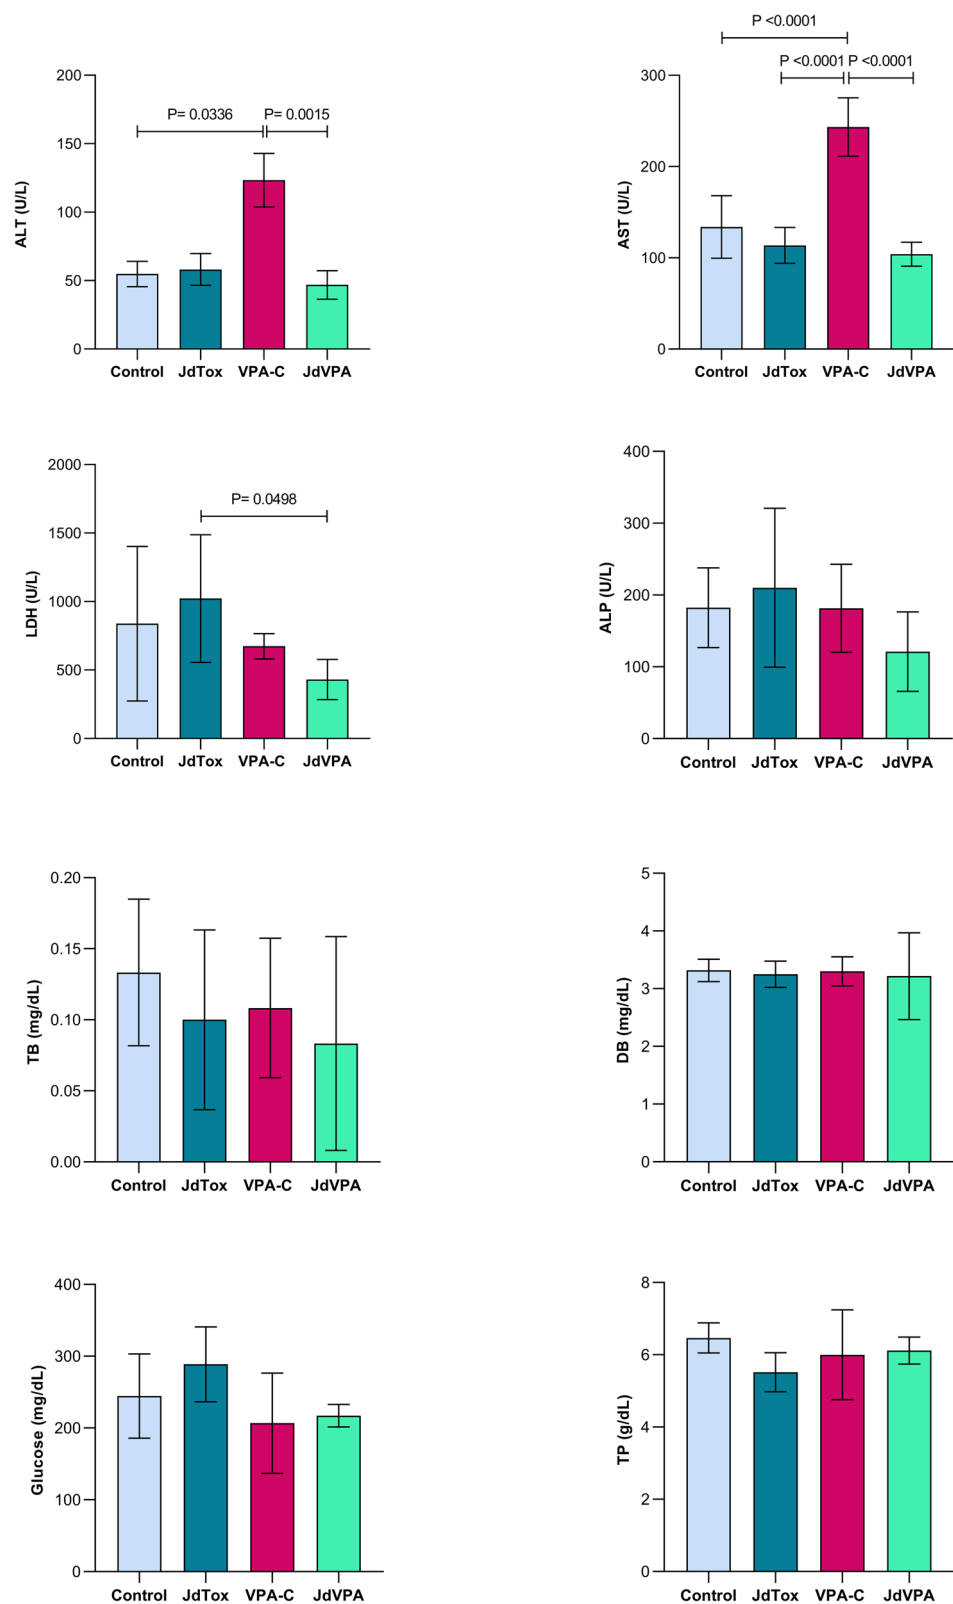 P <0.0001
P <0.0001 P <0.0001
200
150
100
50
0
ALT (U/L)
P= 0.0336 P= 0.0015
Control JdTox VPA-C JdVPA
300
200
100
0
AST (U/L)
Control JdTox VPA-C JdVPA
2000
1500
1000
500
0
LDH (U/L)
P= 0.0498
Control JdTox VPA-C JdVPA
400
300
200
100
0
ALP (U/L)
Control JdTox VPA-C JdVPA
0.20
0.15
0.10
0.05
0.00
TB (mg/dL)
Control JdTox VPA-C JdVPA
5
4
3
2
1
0
DB (mg/dL)
Control JdTox VPA-C JdVPA
400
300
200
100
0
Glucose (mg/dL)
Control JdTox VPA-C JdVPA
8
6
4
2
0
TP (g/dL)
Control JdTox VPA-C JdVPA